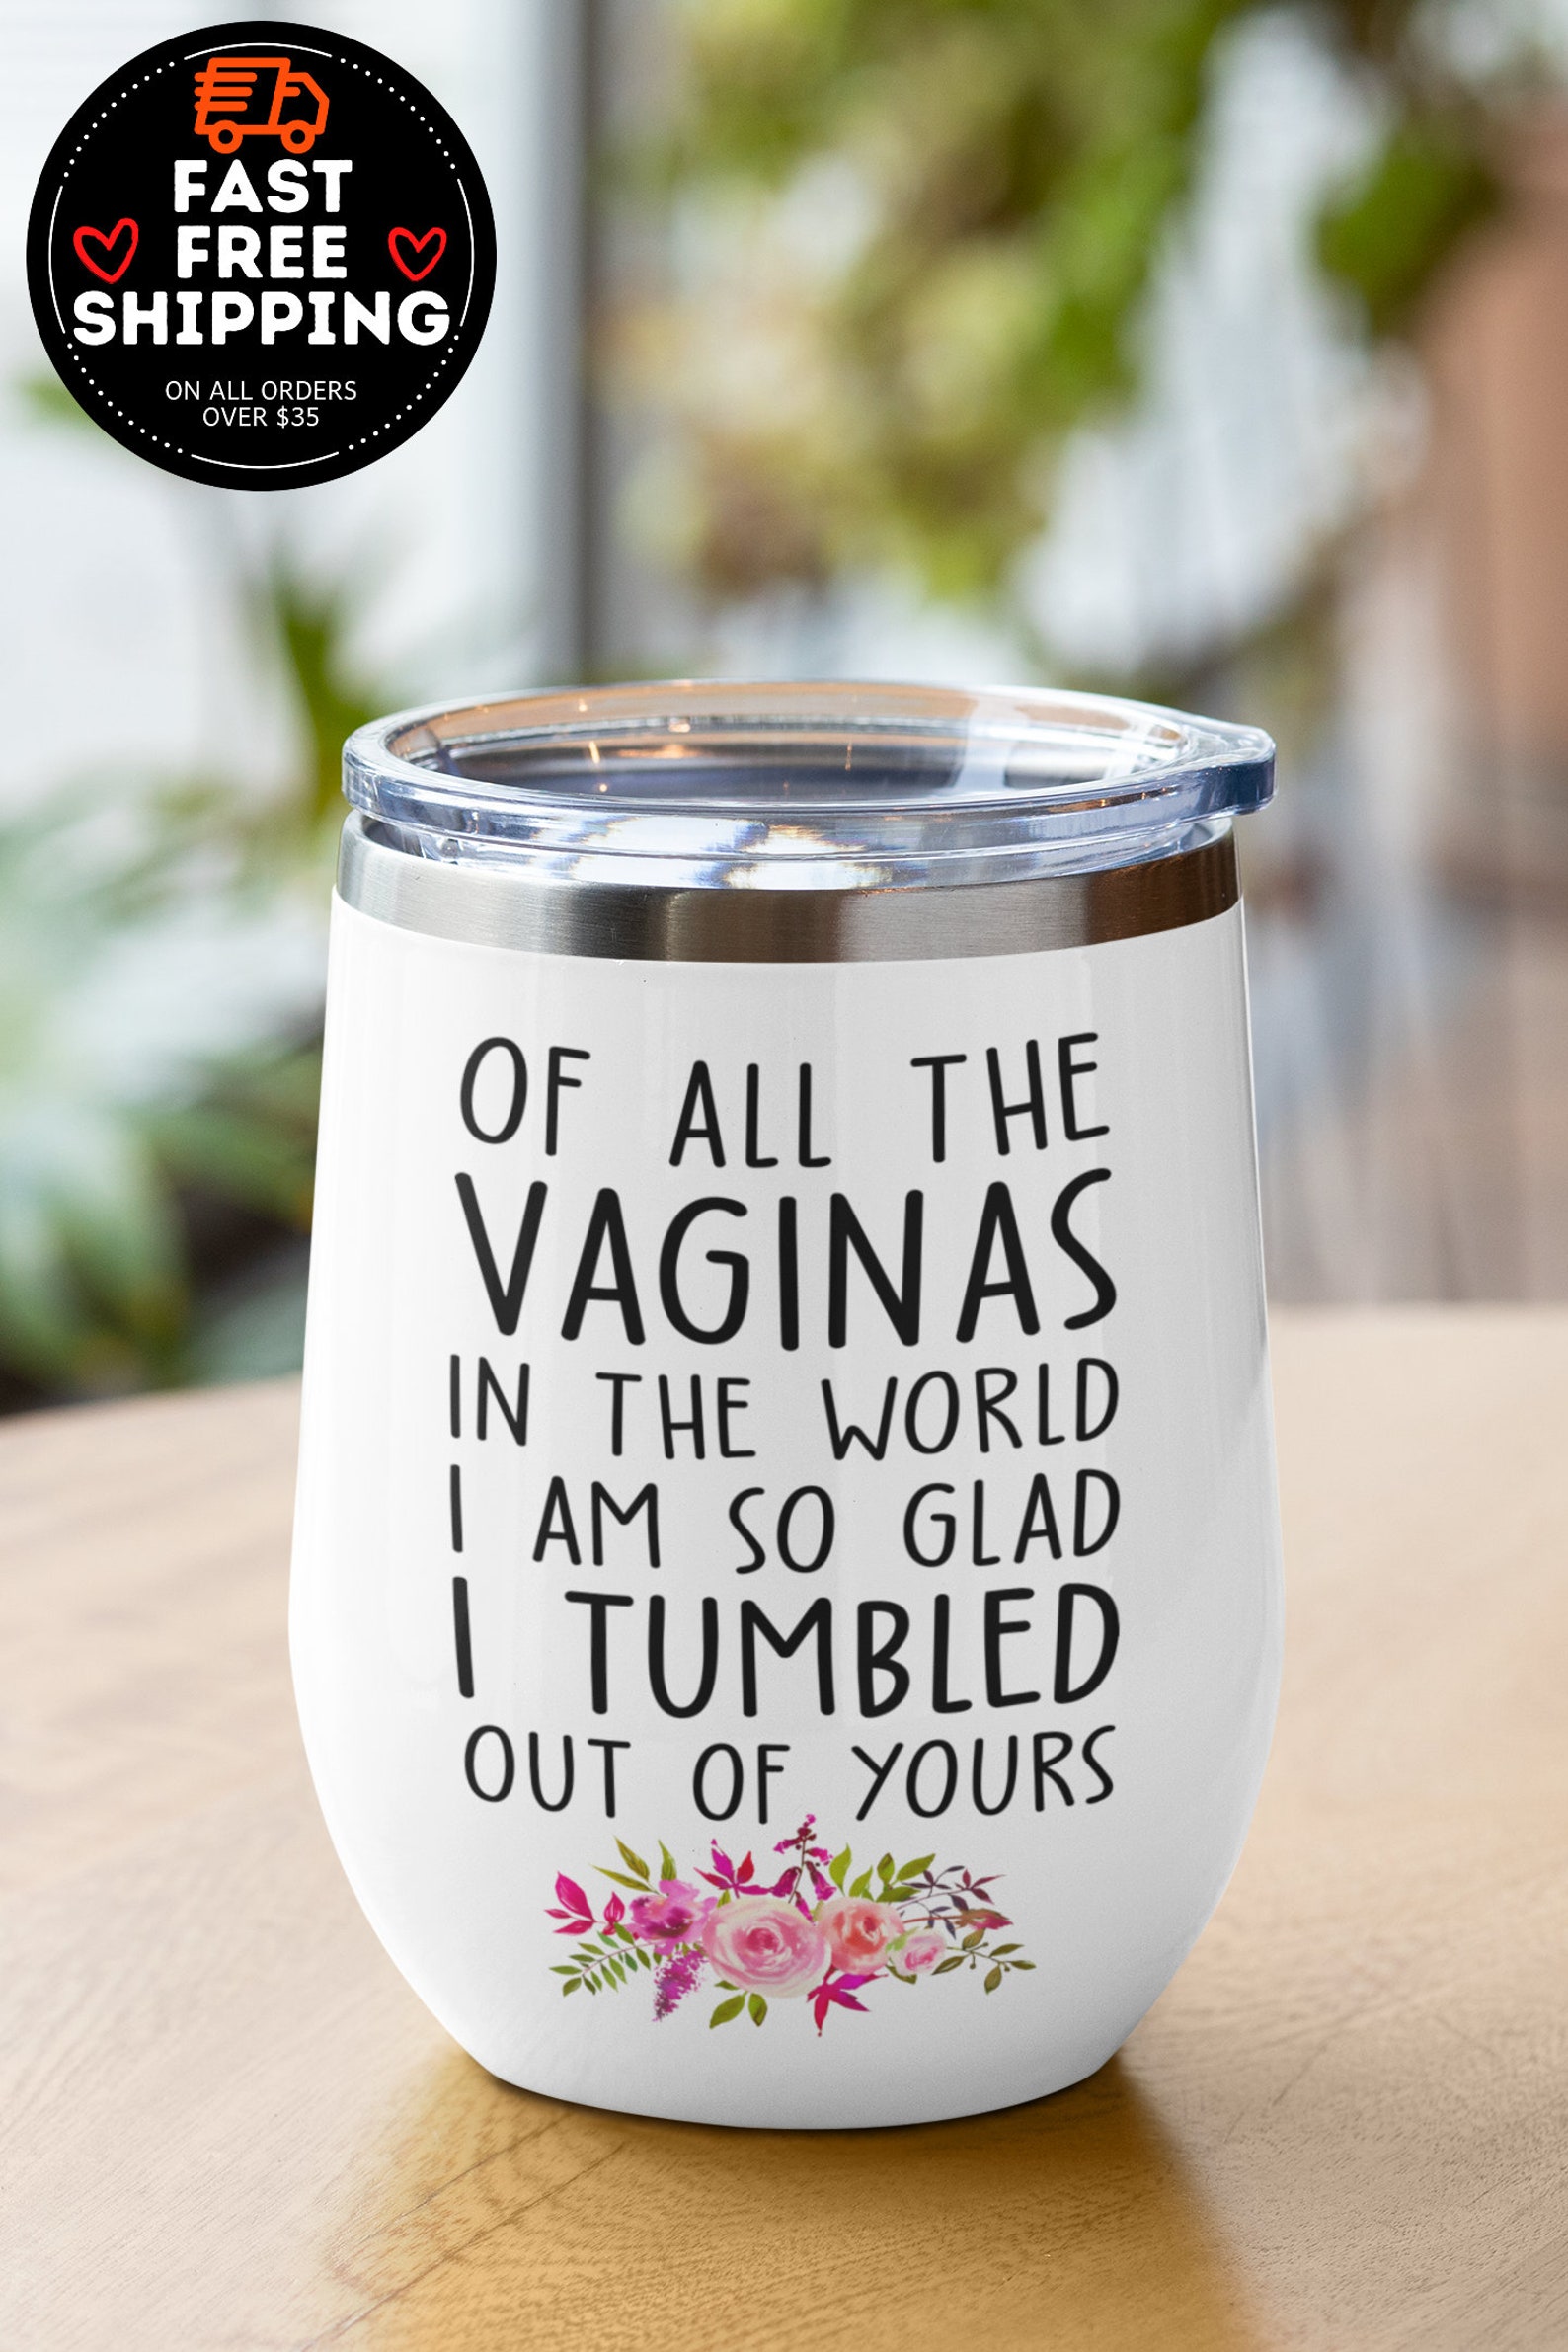 FAST
FREE
SHIPPING
ON ALL ORDERS
OVER $35
OF ALL THE
VAGINAS
IN THE WORLD
I AM SO GLAD
I TUMBLED
OUT OF YOURS